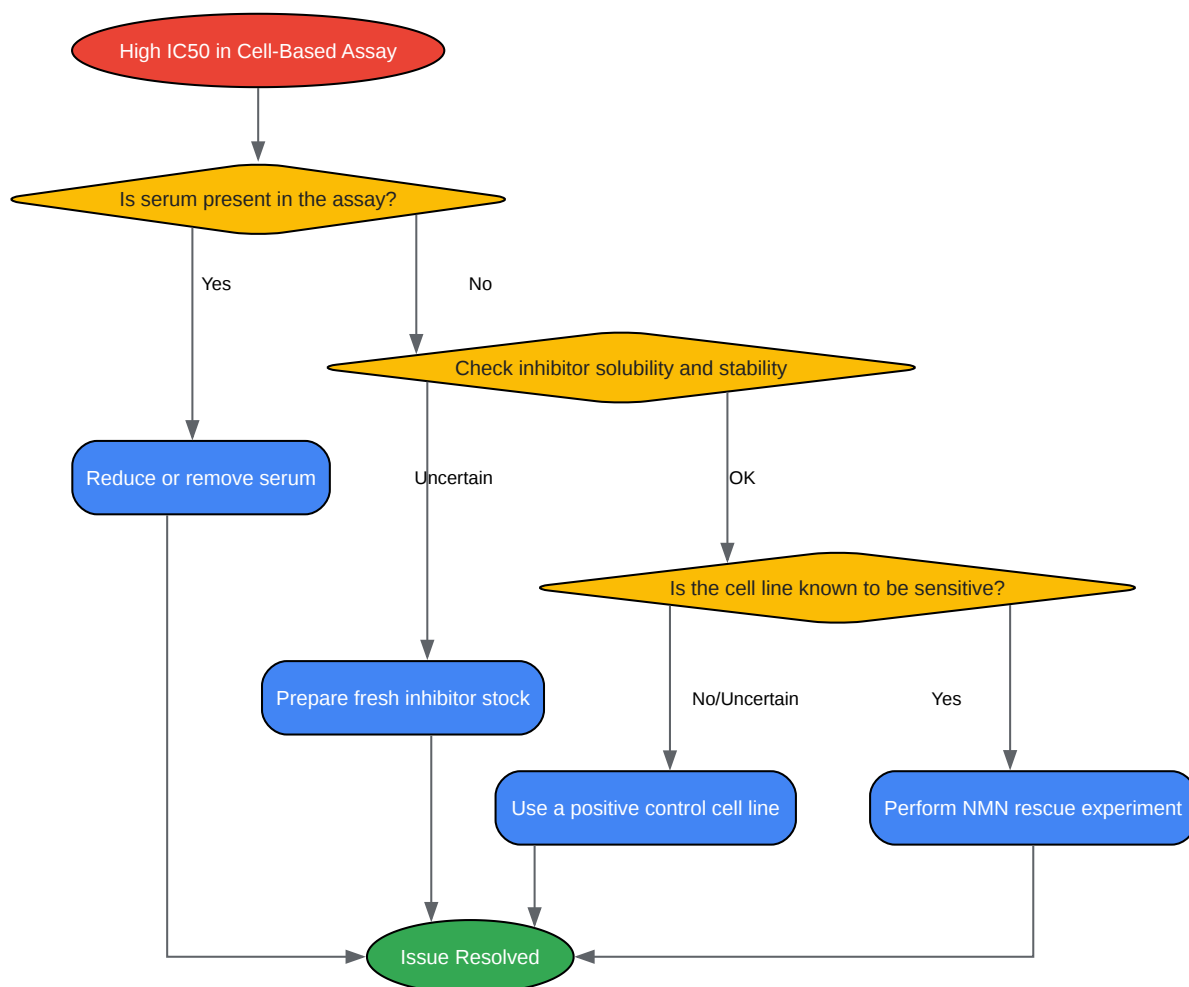 High IC50 in Cell-Based Assay
Is serum present in the assay?
Yes
No
Check inhibitor solubility and stability
Reduce or remove serum
Uncertain
OK
Is the cell line known to be sensitive?
Prepare fresh inhibitor stock
No/Uncertain
Yes
Use a positive control cell line
Perform NMN rescue experiment
Issue Resolved